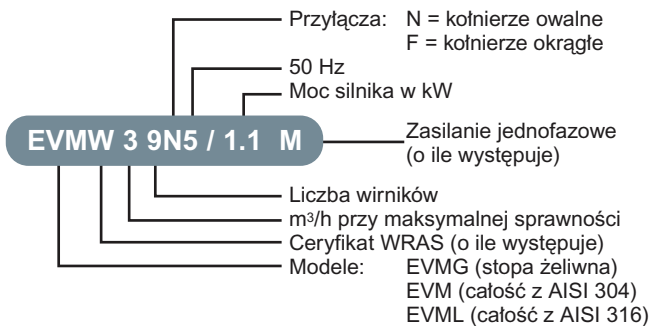 Przyłącza: N = kołnierze owalne
F = kołnierze okrągłe
50 Hz
Moc silnika w kW
EVMW 3 9N5 / 1.1 M
Zasilanie jednofazowe
(o ile występuje)
Liczba wirników
m³/h przy maksymalnej sprawności
Ceryfikat WRAS (o ile występuje)
Modele: EVMG (stopa żeliwna)
EVM (całość z AISI 304)
EVML (całość z AISI 316)